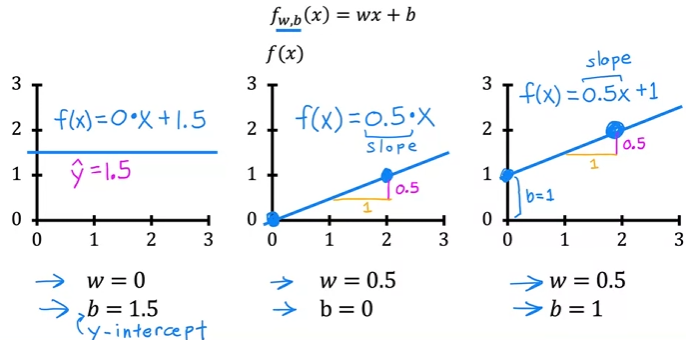 f_{w,b}(x) = wx + b
f(x)
3
2
1
0
0 1 2 3
f(x)=0•X+1.5
ŷ=1.5
→ w = 0
→ b = 1.5
y-intercept
3
2
1
0
0 1 2 3
f(x)=0.5•X
slope
0.5
1
→ w = 0.5
→ b = 0
slope
3
2
1
0
0 1 2 3
f(x)=0.5x+1
0.5
1
b=1
→ w = 0.5
→ b = 1